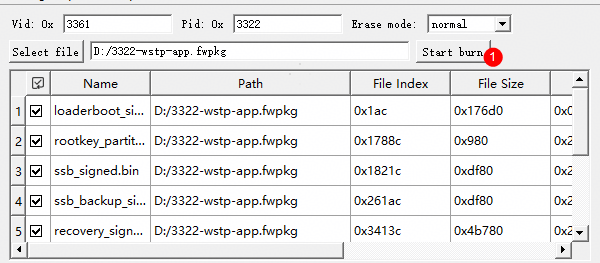 Vid: 0x 3361 Pid: 0x 3322 Erase mode: normal
Select file D:/3322-wstp-app.fwpkg Start burn 1
Name Path File Index File Size
1 loaderboot_si... D:/3322-wstp-app.fwpkg 0x1ac 0x176d0
2 rootkey_partit... D:/3322-wstp-app.fwpkg 0x1788c 0x980
3 ssb_signed.bin D:/3322-wstp-app.fwpkg 0x1821c 0xdf80
4 ssb_backup_si... D:/3322-wstp-app.fwpkg 0x261ac 0xdf80
5 recovery_sign... D:/3322-wstp-app.fwpkg 0x3413c 0x4b780